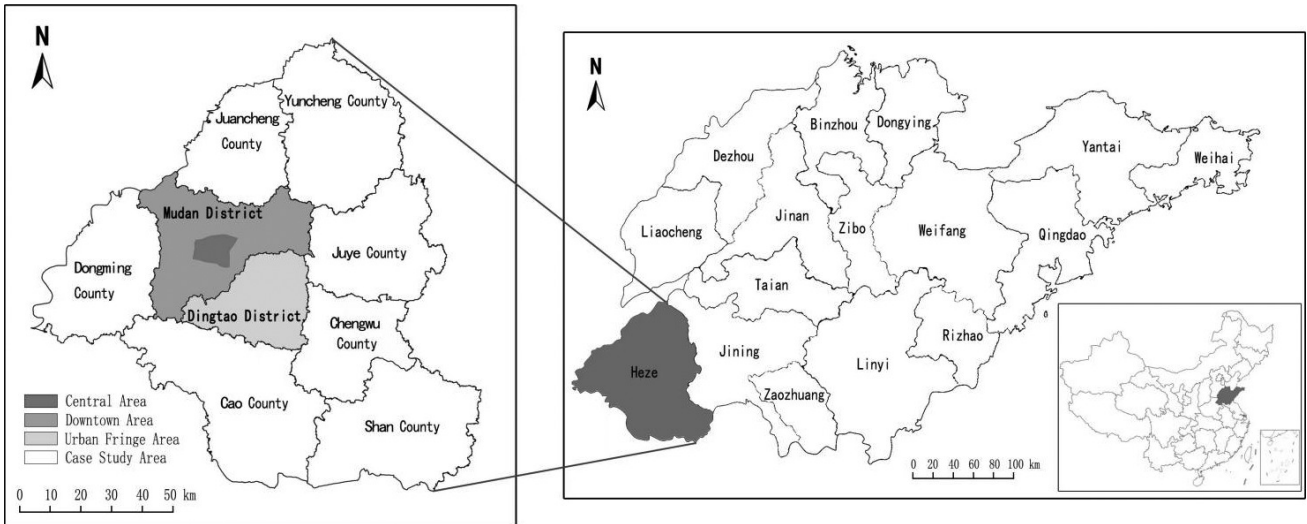 N
Yuncheng County
Juancheng
County
Mudan District
Juye County
Dongming
County
Dingtao District
Chengwu
County
Cao County
Shan County
Central Area
Downtown Area
Urban Fringe Area
Case Study Area
0 10 20 30 40 50 km
N
Binzhou
Dongying
Dezhou
Yantai
Weihai
Jinan
Liaocheng
Zibo
Weifang
Qingdao
Taian
Rizhao
Jining
Linyi
Heze
Zaozhuang
0 20 40 60 80 100 km